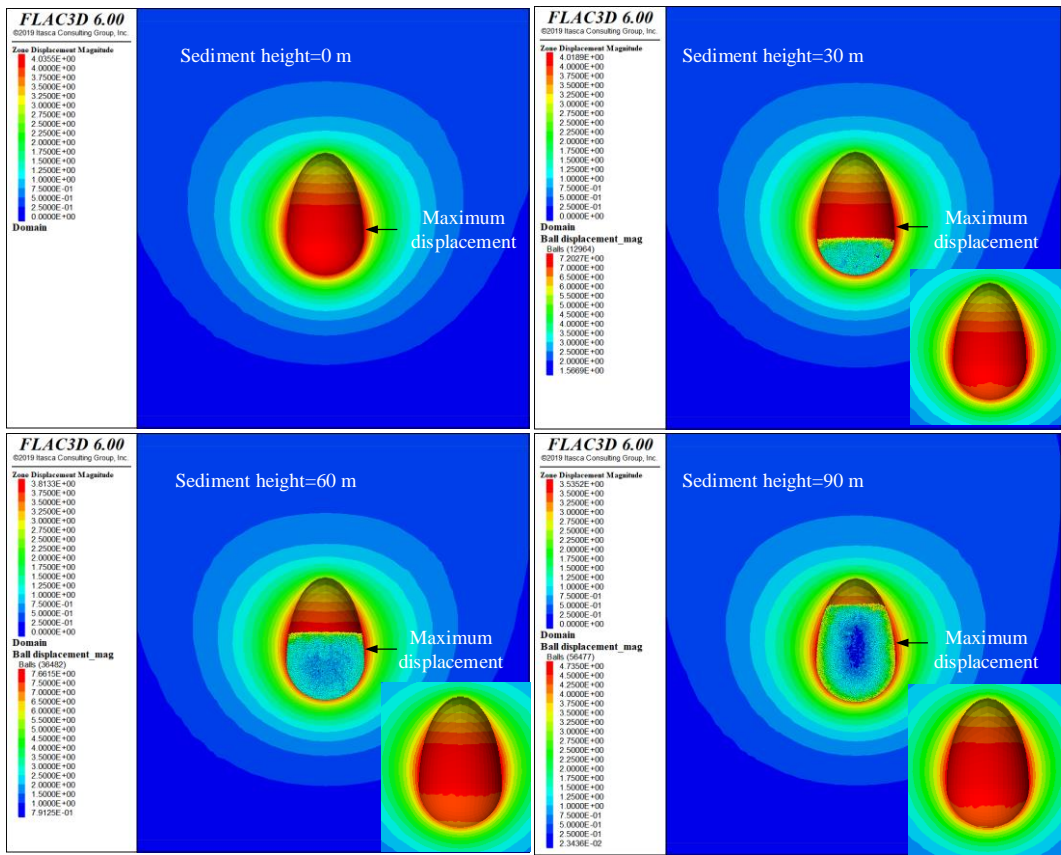 FLAC3D 6.00
©2019 Itasca Consulting Group, Inc.
Zone Displacement Magnitude
4.0355E+00
4.0000E+00
3.7500E+00
3.5000E+00
3.2500E+00
3.0000E+00
2.7500E+00
2.5000E+00
2.2500E+00
2.0000E+00
1.7500E+00
1.5000E+00
1.2500E+00
1.0000E+00
7.5000E-01
5.0000E-01
2.5000E-01
0.0000E+00
Domain
Sediment height=0 m
Maximum
displacement
FLAC3D 6.00
©2019 Itasca Consulting Group, Inc.
Zone Displacement Magnitude
4.0189E+00
4.0000E+00
3.7500E+00
3.5000E+00
3.2500E+00
3.0000E+00
2.7500E+00
2.5000E+00
2.2500E+00
2.0000E+00
1.7500E+00
1.5000E+00
1.2500E+00
1.0000E+00
7.5000E-01
5.0000E-01
2.5000E-01
0.0000E+00
Domain
Ball displacement_mag
Balls (12964)
7.2027E+00
7.0000E+00
6.5000E+00
6.0000E+00
5.5000E+00
5.0000E+00
4.5000E+00
4.0000E+00
3.5000E+00
3.0000E+00
2.5000E+00
2.0000E+00
1.5669E+00
Sediment height=30 m
Maximum
displacement
FLAC3D 6.00
©2019 Itasca Consulting Group, Inc.
Zone Displacement Magnitude
3.8133E+00
3.7500E+00
3.5000E+00
3.2500E+00
3.0000E+00
2.7500E+00
2.5000E+00
2.2500E+00
2.0000E+00
1.7500E+00
1.5000E+00
1.2500E+00
1.0000E+00
7.5000E-01
5.0000E-01
2.5000E-01
0.0000E+00
Domain
Ball displacement_mag
Balls (36482)
7.6615E+00
7.5000E+00
7.0000E+00
6.5000E+00
6.0000E+00
5.5000E+00
5.0000E+00
4.5000E+00
4.0000E+00
3.5000E+00
3.0000E+00
2.5000E+00
2.0000E+00
1.5000E+00
1.0000E+00
7.9125E-01
Sediment height=60 m
Maximum
displacement
FLAC3D 6.00
©2019 Itasca Consulting Group, Inc.
Zone Displacement Magnitude
3.5352E+00
3.5000E+00
3.2500E+00
3.0000E+00
2.7500E+00
2.5000E+00
2.2500E+00
2.0000E+00
1.7500E+00
1.5000E+00
1.2500E+00
1.0000E+00
7.5000E-01
5.0000E-01
2.5000E-01
0.0000E+00
Domain
Ball displacement_mag
Balls (56477)
4.7350E+00
4.5000E+00
4.2500E+00
4.0000E+00
3.7500E+00
3.5000E+00
3.2500E+00
3.0000E+00
2.7500E+00
2.5000E+00
2.2500E+00
2.0000E+00
1.7500E+00
1.5000E+00
1.2500E+00
1.0000E+00
7.5000E-01
5.0000E-01
2.5000E-01
2.3436E-02
Sediment height=90 m
Maximum
displacement